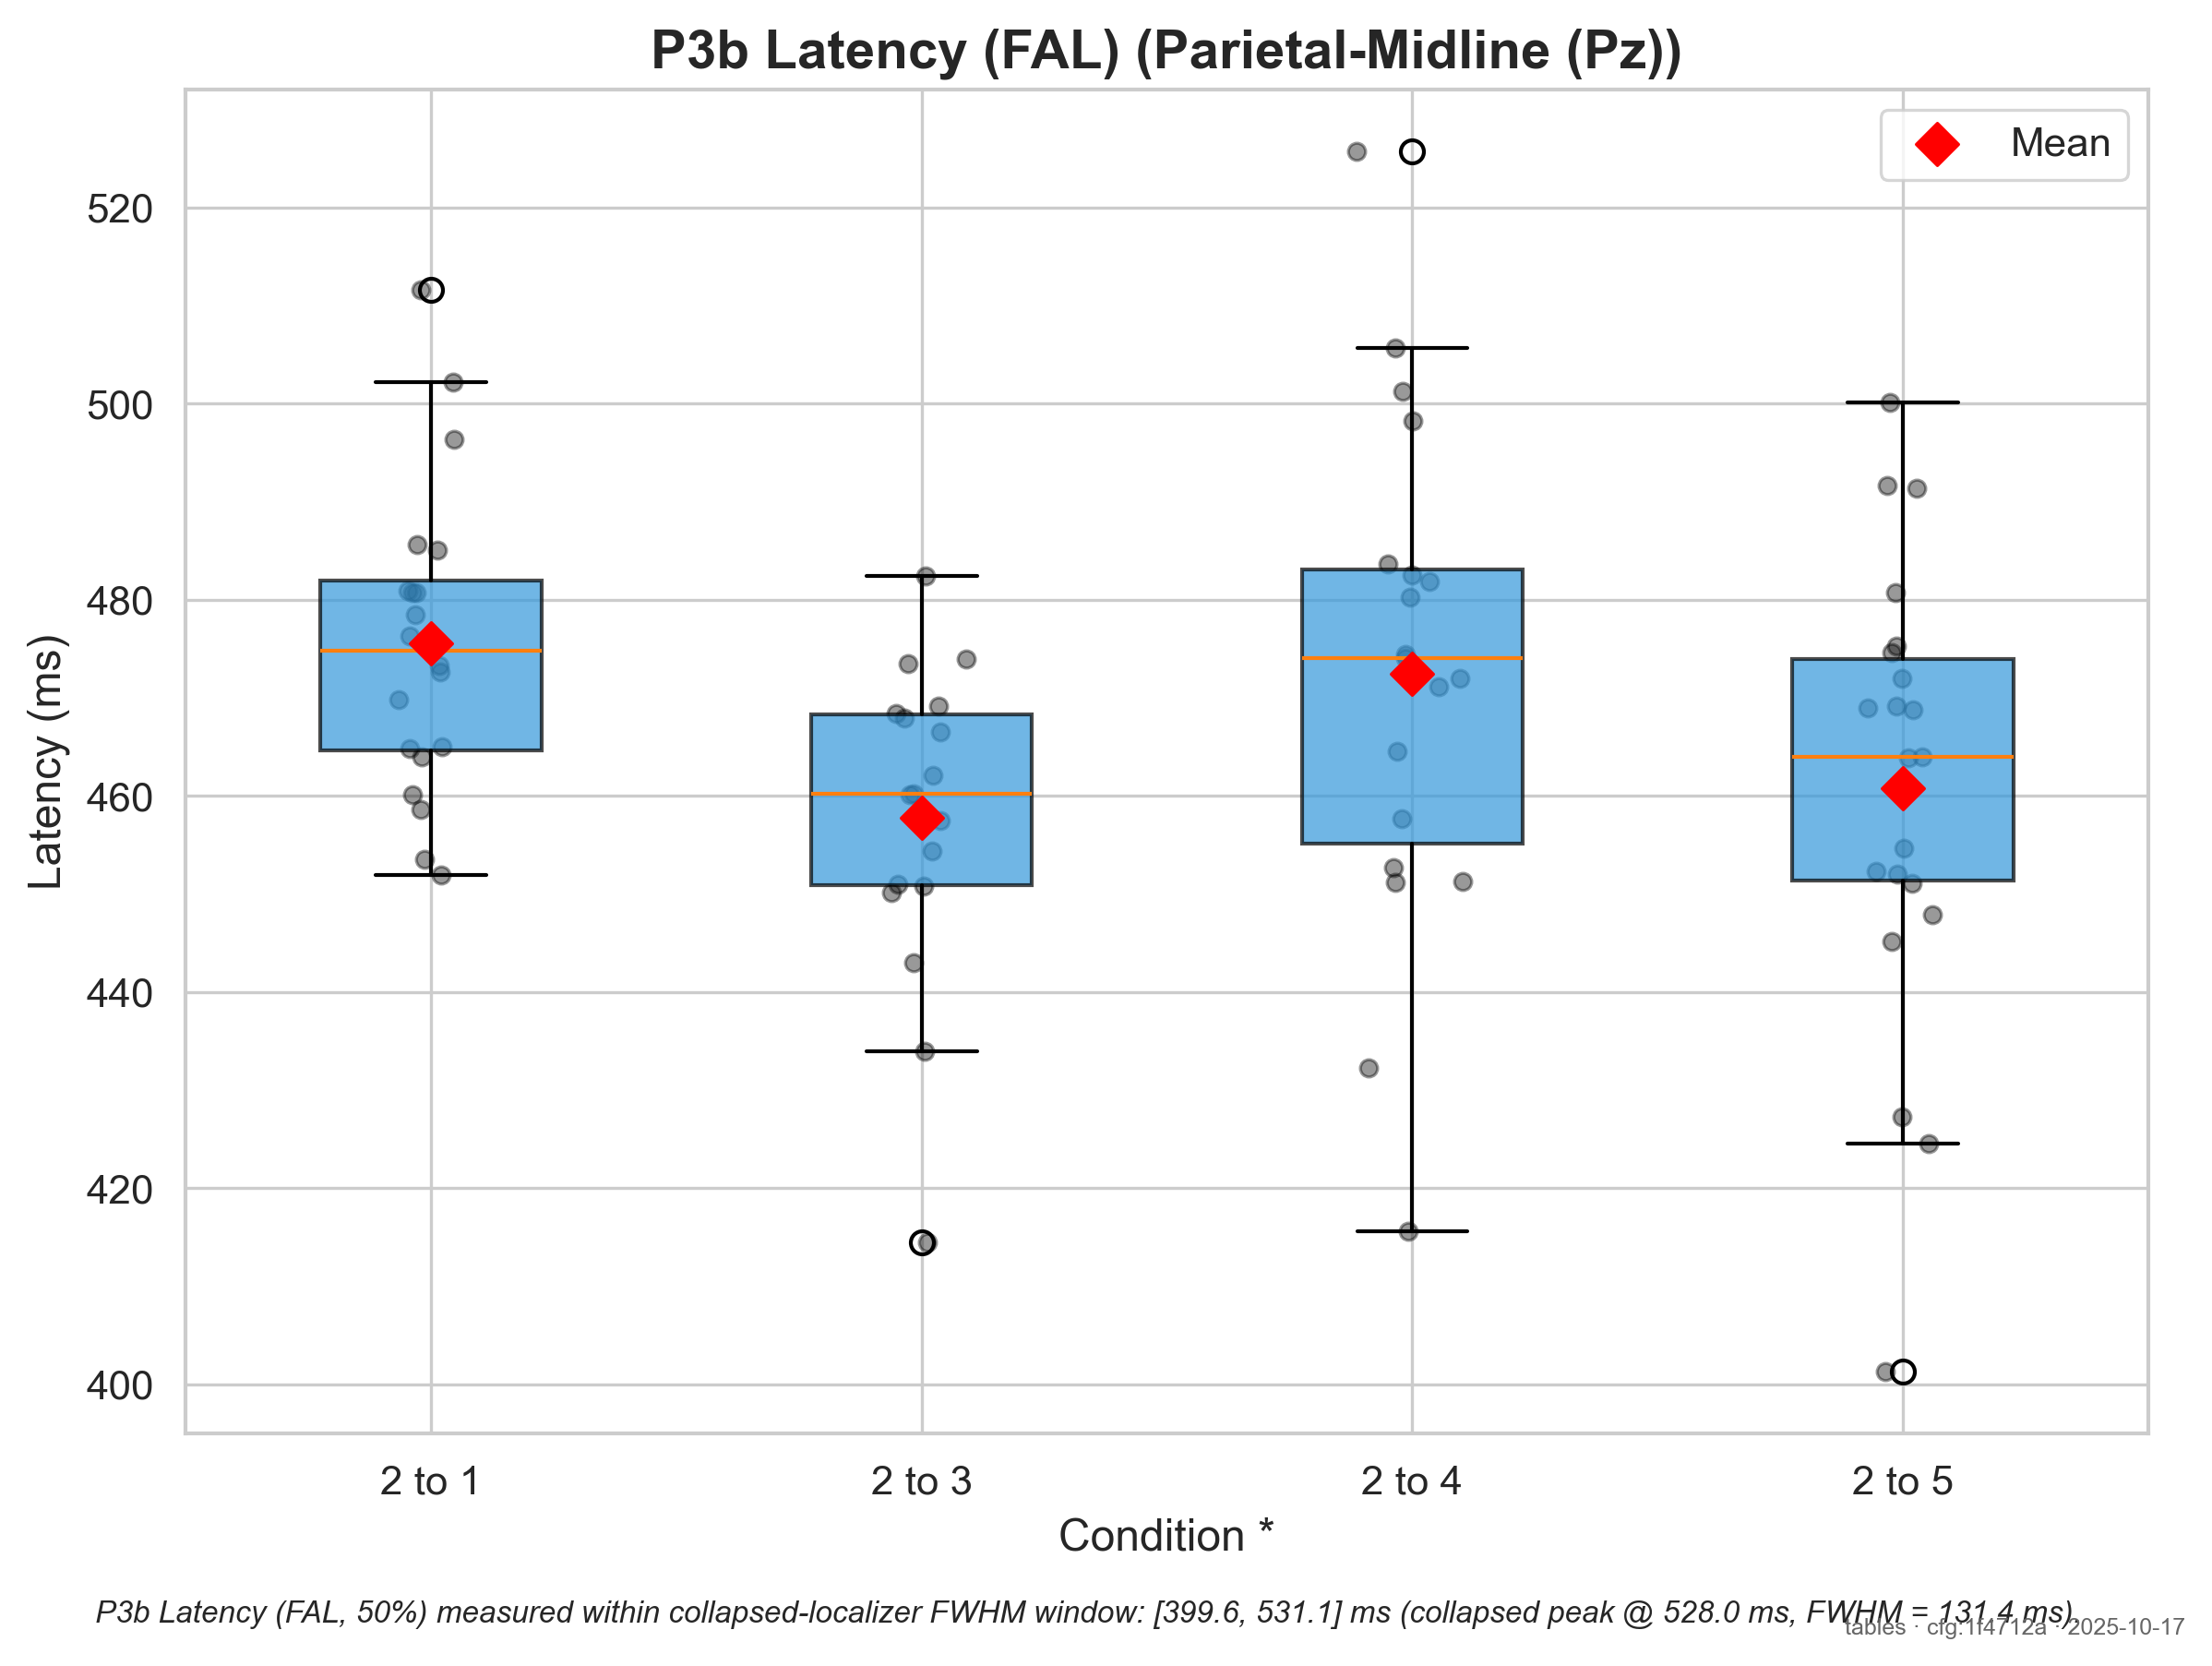 P3b Latency (FAL) (Parietal-Midline (Pz))
Mean
520
500
480
460
440
420
400
Latency (ms)
2 to 1
2 to 3
2 to 4
2 to 5
Condition *
P3b Latency (FAL, 50%) measured within collapsed-localizer FWHM window: [399.6, 531.1] ms (collapsed peak @ 528.0 ms, FWHM = 131.4 ms).
tables · cfg:1f4712a · 2025-10-17